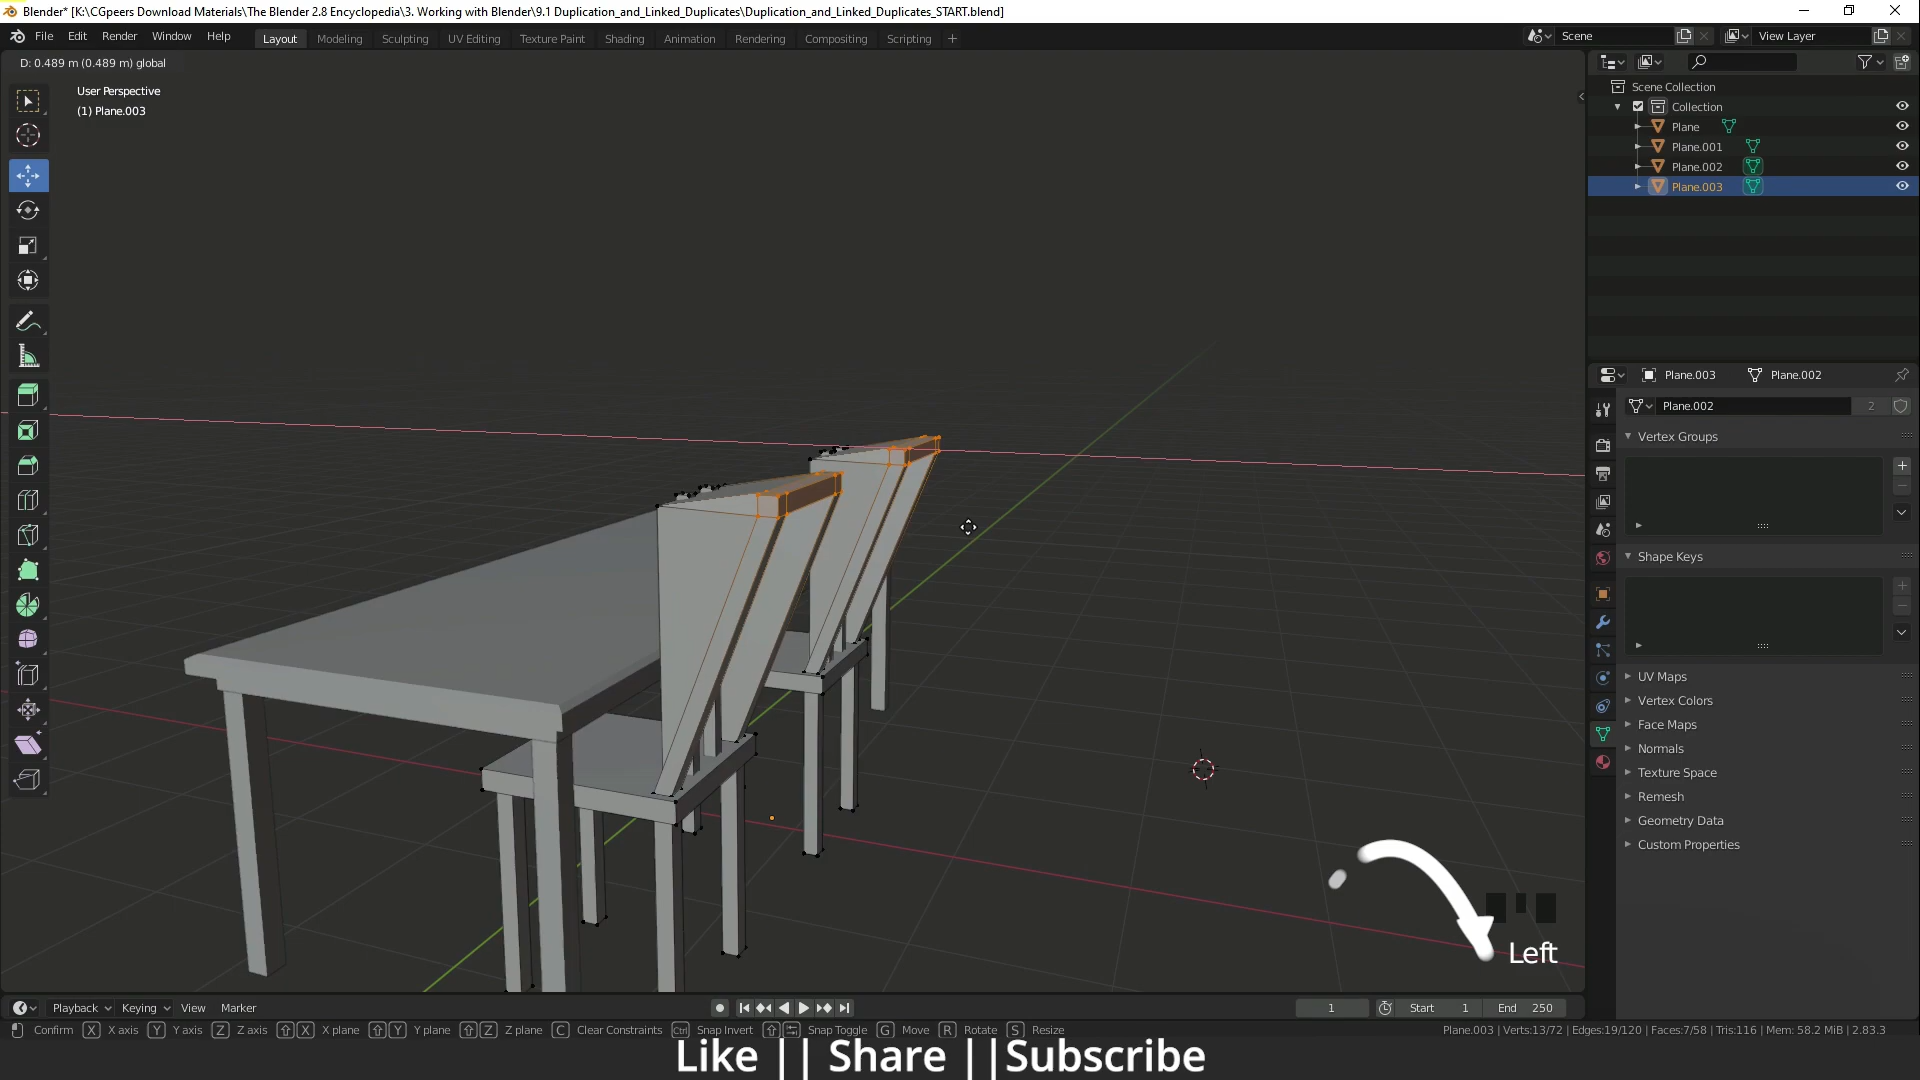 Blender* [K:\CGpeers Download Materials\The Blender 2.8 Encyclopedia\3. Working with Blender\9.1 Duplication_and_Linked_Duplicates\Duplication_and_Linked_Duplicates_START.blend]
File Edit Render Window Help Layout Modeling Sculpting UV Editing Texture Paint Shading Animation Rendering Compositing Scripting Scene View Layer
D: 0.489 m (0.489 m) global
User Perspective
(1) Plane.003
Scene Collection
Collection
Plane
Plane.001
Plane.002
Plane.003
Plane.003 Plane.002
Plane.002 2
Vertex Groups
Shape Keys
UV Maps
Vertex Colors
Face Maps
Normals
Texture Space
Remesh
Geometry Data
Custom Properties
Left
Playback Keying View Marker 1 Start 1 End 250
Confirm X X axis Y Y axis Z Z axis X X plane Y Y plane Z Z plane C Clear Constraints Ctrl Snap Invert Snap Toggle G Move R Rotate S Resize Plane.003 | Verts:13/72 | Edges:19/120 | Faces:7/58 | Tris:116 | Mem: 58.2 MiB | 2.83.3
Like || Share ||Subscribe